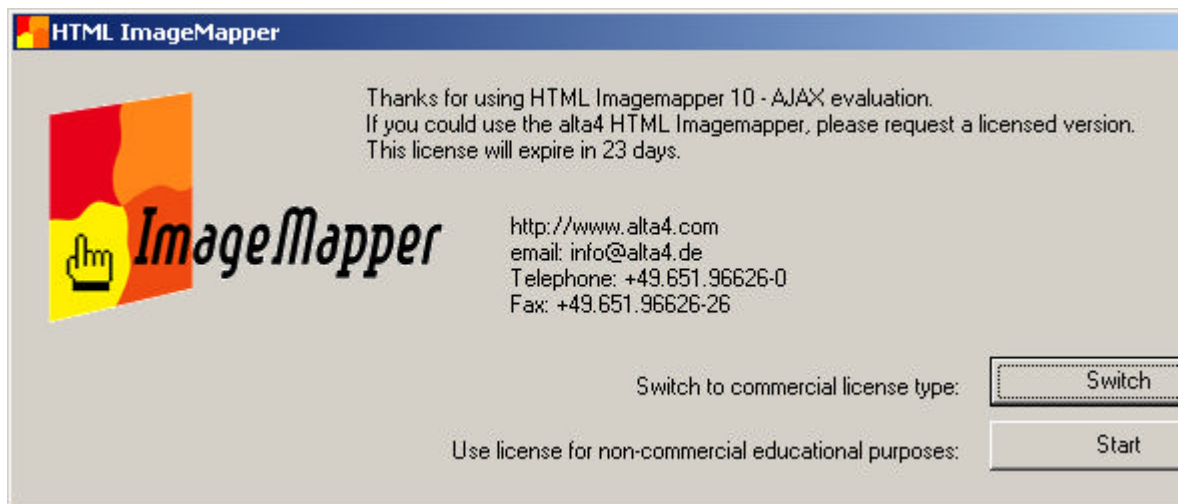 HTML ImageMapper
Thanks for using HTML Imagemapper 10 - AJAX evaluation.
If you could use the alta4 HTML Imagemapper, please request a licensed version.
This license will expire in 23 days.
ImageMapper
http://www.alta4.com
email: info@alta4.de
Telephone: +49.651.96626-0
Fax: +49.651.96626-26
Switch to commercial license type:
Switch
Use license for non-commercial educational purposes:
Start